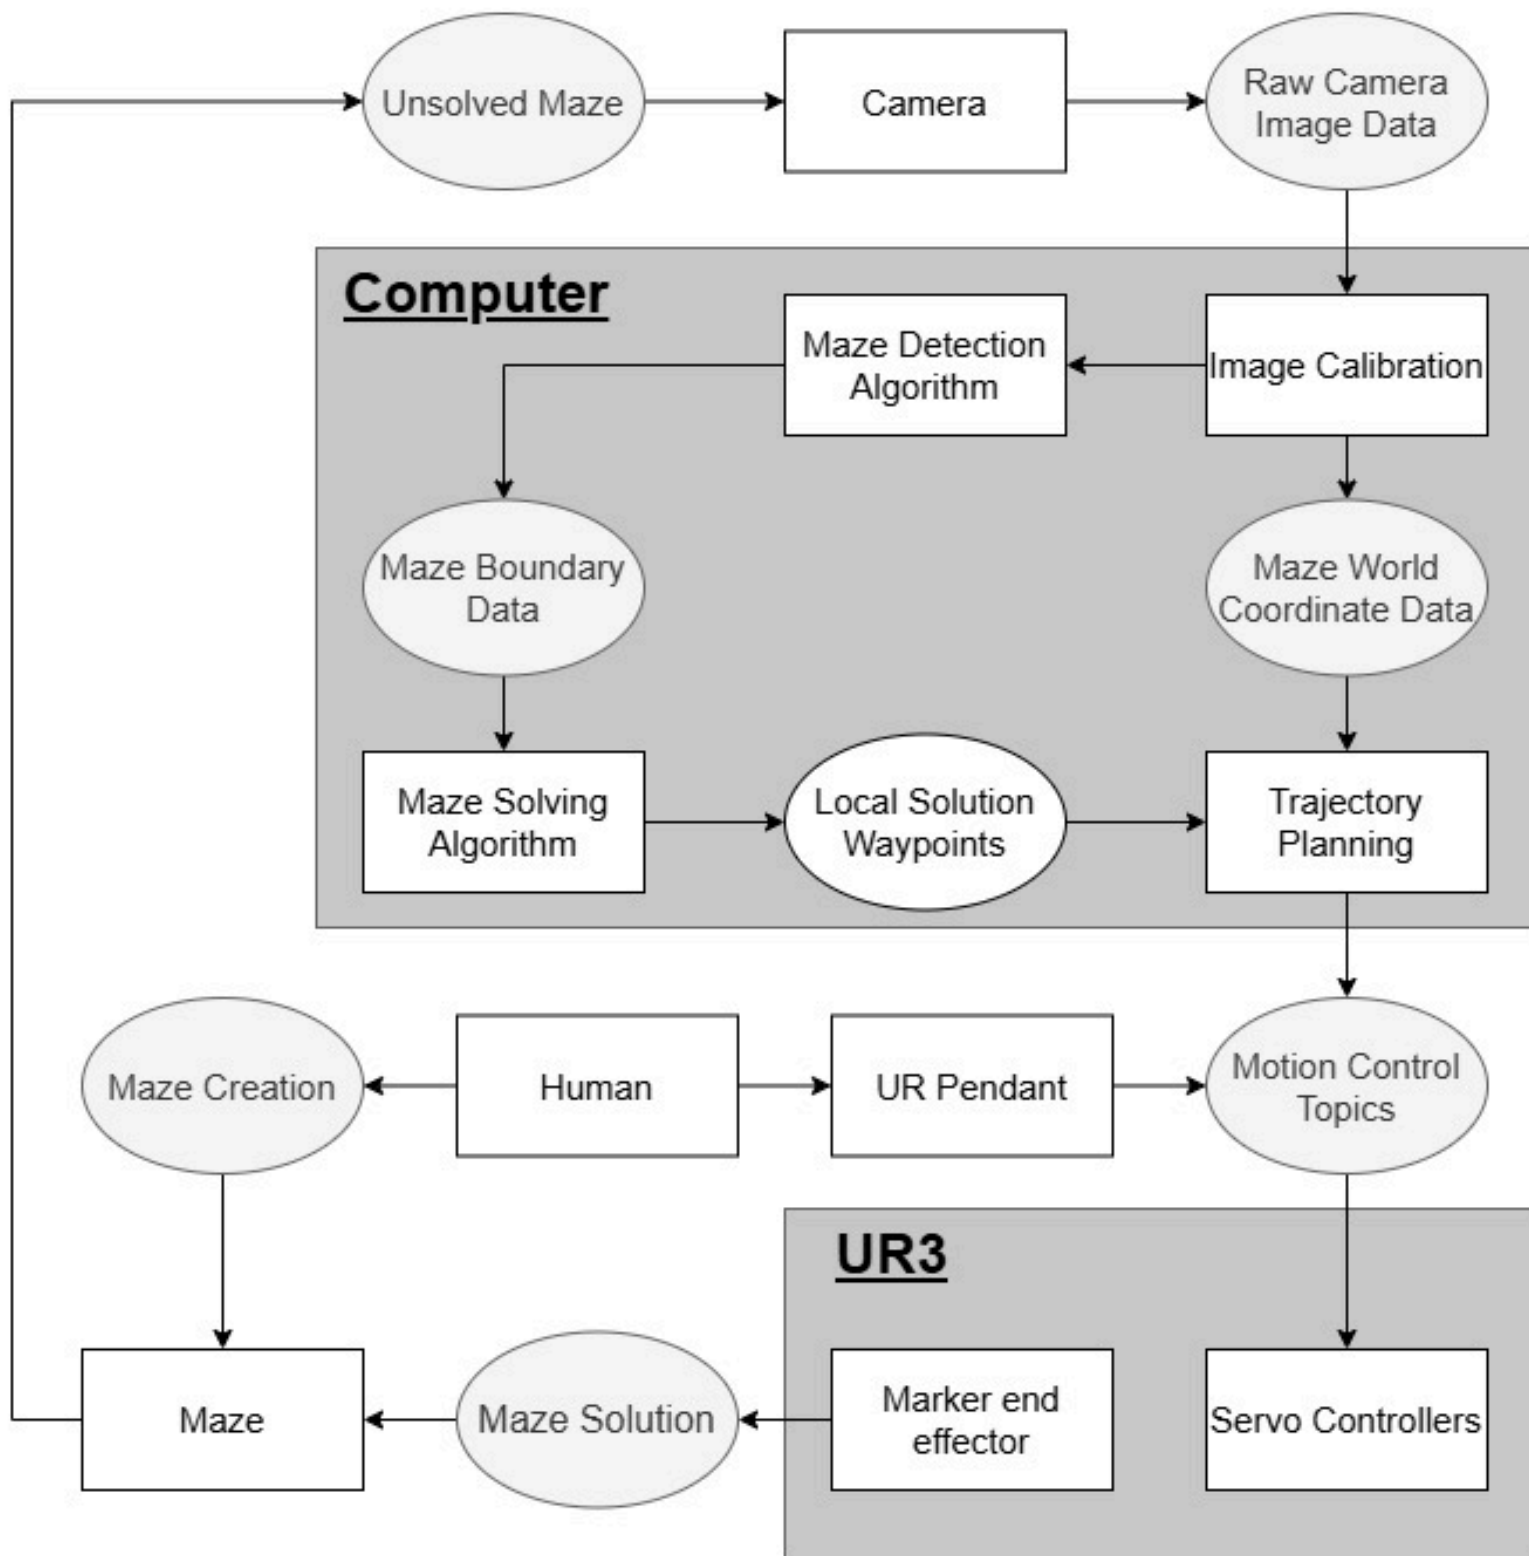 Unsolved Maze
Camera
Raw Camera
Image Data
Computer
Maze Detection
Algorithm
Image Calibration
Maze Boundary
Data
Maze World
Coordinate Data
Maze Solving
Algorithm
Local Solution
Waypoints
Trajectory
Planning
Maze Creation
Human
UR Pendant
Motion Control
Topics
UR3
Maze
Maze Solution
Marker end
effector
Servo Controllers